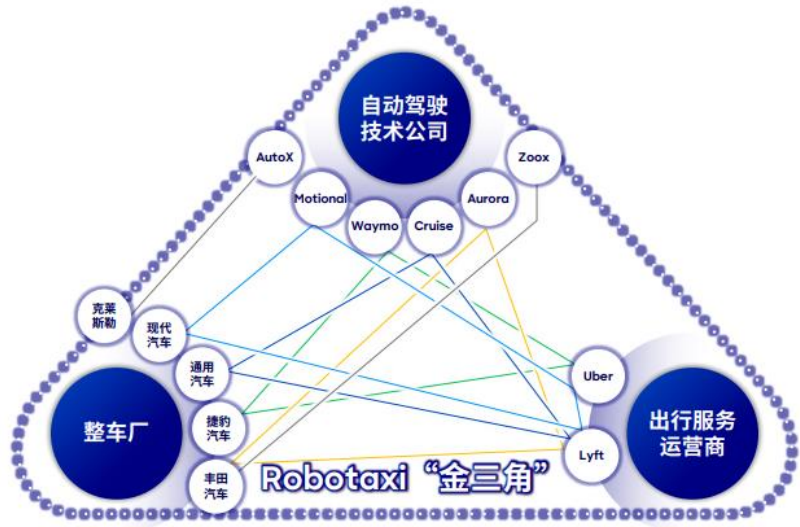 自动驾驶
技术公司
AutoX
Zoox
Motional
Aurora
Waymo
Cruise
克莱
斯勒
现代
汽车
通用
汽车
Uber
捷豹
汽车
整车厂
出行服务
运营商
Lyft
丰田
汽车
Robotaxi “金三角”